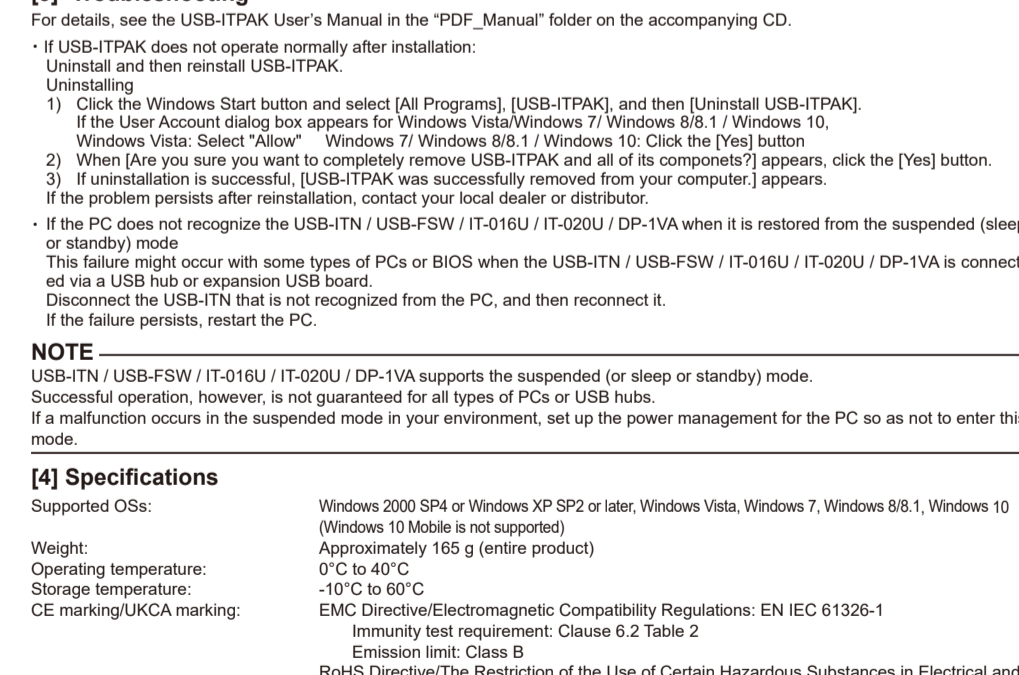 [3] Troubleshooting
For details, see the USB-ITPAK User's Manual in the “PDF_Manual” folder on the accompanying CD.
・If USB-ITPAK does not operate normally after installation:
Uninstall and then reinstall USB-ITPAK.
Uninstalling
1) Click the Windows Start button and select [All Programs], [USB-ITPAK], and then [Uninstall USB-ITPAK].
If the User Account dialog box appears for Windows Vista/Windows 7/ Windows 8/8.1 / Windows 10,
Windows Vista: Select "Allow" Windows 7/ Windows 8/8.1 / Windows 10: Click the [Yes] button
2) When [Are you sure you want to completely remove USB-ITPAK and all of its componets?] appears, click the [Yes] button.
3) If uninstallation is successful, [USB-ITPAK was successfully removed from your computer.] appears.
If the problem persists after reinstallation, contact your local dealer or distributor.
・If the PC does not recognize the USB-ITN / USB-FSW / IT-016U / IT-020U / DP-1VA when it is restored from the suspended (sleep
or standby) mode
This failure might occur with some types of PCs or BIOS when the USB-ITN / USB-FSW / IT-016U / IT-020U / DP-1VA is connect
ed via a USB hub or expansion USB board.
Disconnect the USB-ITN that is not recognized from the PC, and then reconnect it.
If the failure persists, restart the PC.
NOTE
USB-ITN / USB-FSW / IT-016U / IT-020U / DP-1VA supports the suspended (or sleep or standby) mode.
Successful operation, however, is not guaranteed for all types of PCs or USB hubs.
If a malfunction occurs in the suspended mode in your environment, set up the power management for the PC so as not to enter this
mode.
[4] Specifications
Supported OSs: Windows 2000 SP4 or Windows XP SP2 or later, Windows Vista, Windows 7, Windows 8/8.1, Windows 10
(Windows 10 Mobile is not supported)
Weight: Approximately 165 g (entire product)
Operating temperature: 0°C to 40°C
Storage temperature: -10°C to 60°C
CE marking/UKCA marking: EMC Directive/Electromagnetic Compatibility Regulations: EN IEC 61326-1
Immunity test requirement: Clause 6.2 Table 2
Emission limit: Class B
RoHS Directive/The Restriction of the Use of Certain Hazardous Substances in Electrical and